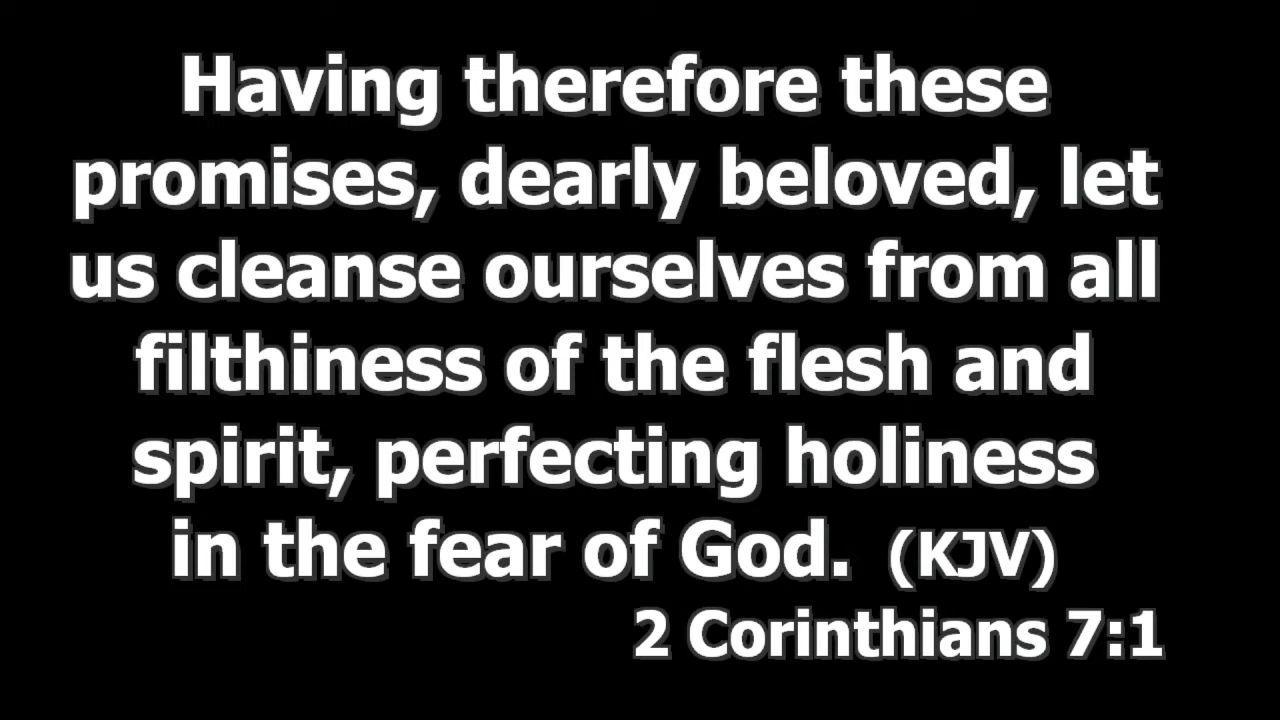 Having therefore these
promises, dearly beloved, let
us cleanse ourselves from all
filthiness of the flesh and
spirit, perfecting holiness
in the fear of God. (KJV)
2 Corinthians 7:1